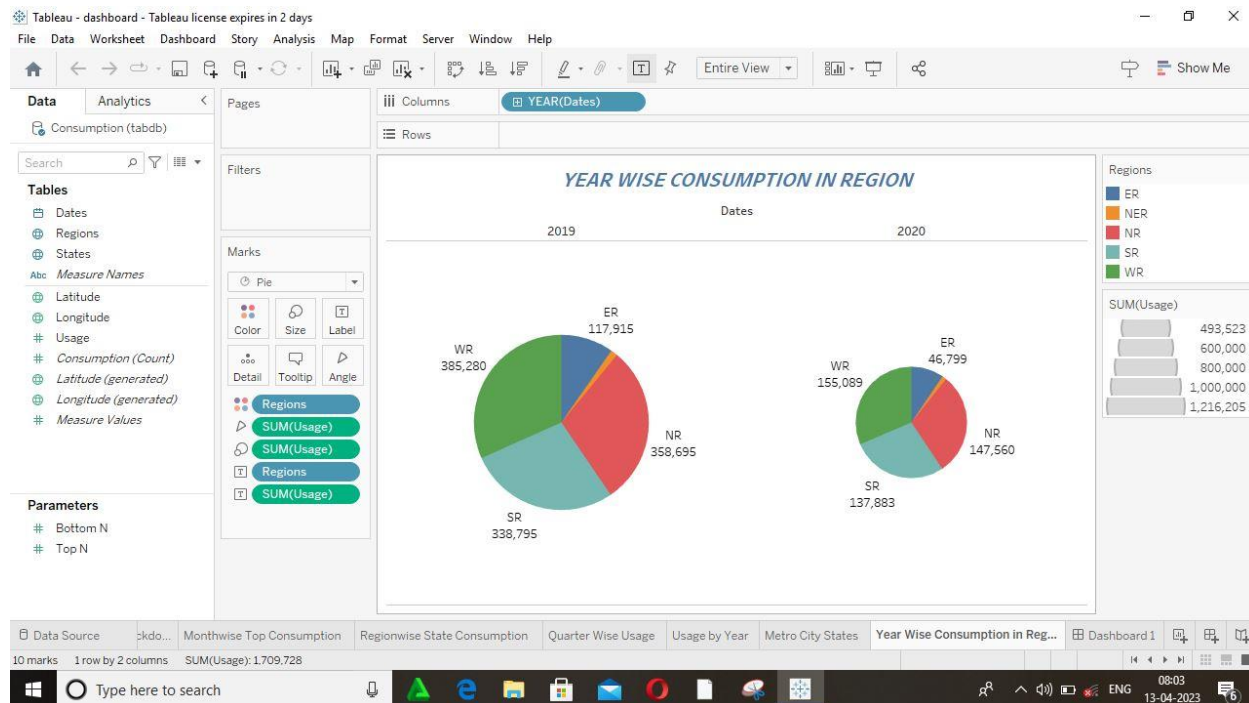 Tableau - dashboard - Tableau license expires in 2 days
File Data Worksheet Dashboard Story Analysis Map Format Server Window Help
Entire View
Show Me
Data Analytics
Consumption (tabdb)
Search
Tables
Dates
Regions
States
Abc Measure Names
Latitude
Longitude
# Usage
# Consumption (Count)
Latitude (generated)
Longitude (generated)
# Measure Values
Parameters
# Bottom N
# Top N
Pages
Filters
Marks
Pie
Color Size Label
Detail Tooltip Angle
Regions
SUM(Usage)
SUM(Usage)
Regions
SUM(Usage)
Columns YEAR(Dates)
Rows
YEAR WISE CONSUMPTION IN REGION
Dates
2019 2020
ER
117,915
WR
385,280
NR
358,695
SR
338,795
ER
46,799
WR
155,089
NR
147,560
SR
137,883
Regions
ER
NER
NR
SR
WR
SUM(Usage)
493,523
600,000
800,000
1,000,000
1,216,205
Data Source ckdo... Monthwise Top Consumption Regionwise State Consumption Quarter Wise Usage Usage by Year Metro City States Year Wise Consumption in Reg... Dashboard 1
10 marks 1 row by 2 columns SUM(Usage): 1,709,728
Type here to search
ENG
08:03
13-04-2023
6